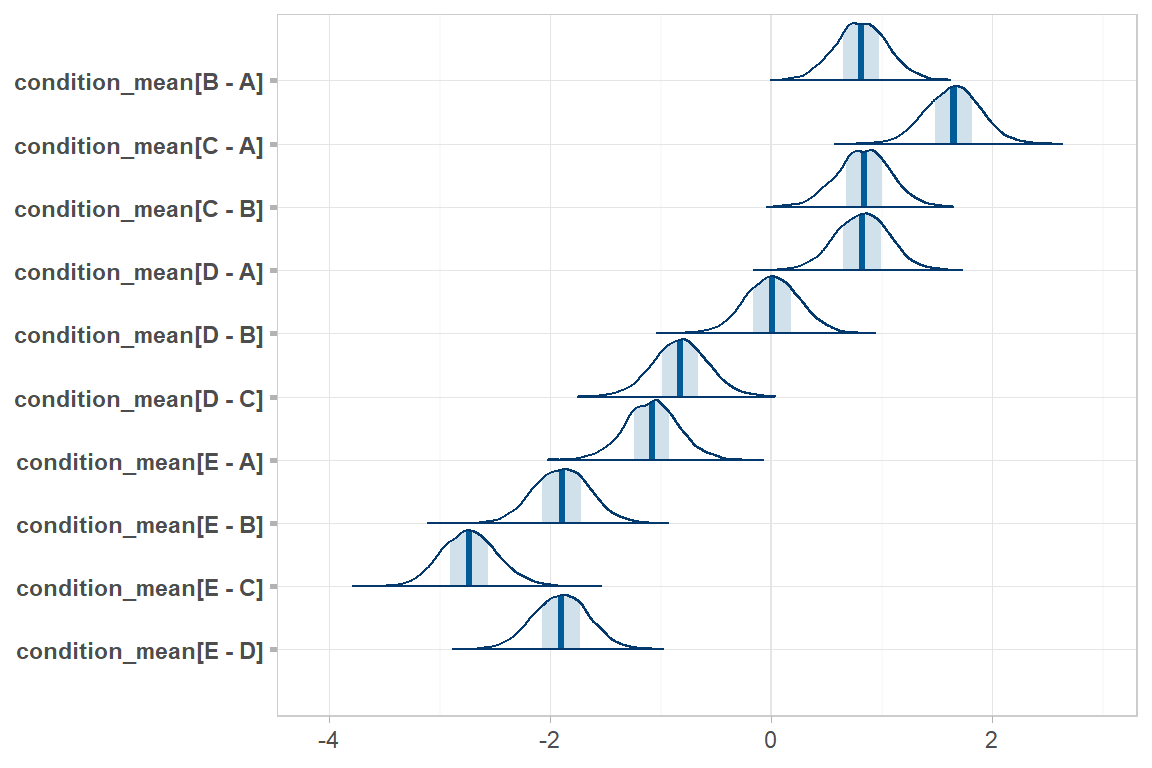 condition_mean[B - A]
condition_mean[C - A]
condition_mean[C - B]
condition_mean[D - A]
condition_mean[D - B]
condition_mean[D - C]
condition_mean[E - A]
condition_mean[E - B]
condition_mean[E - C]
condition_mean[E - D]
-4 -2 0 2